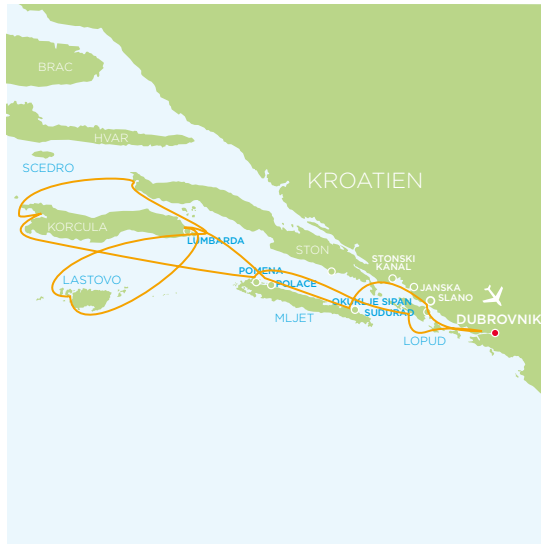 BRAC
HVAR
SCEDRO
KROATIEN
KORCULA
LUMBARDA
STON
STONSKI
KANAL
POMENA
LASTOVO
POLACE
JANSKA
SLANO
OKUKLJE SIPAN
SUDURAD
MLJET
DUBROVNIK
LOPUD